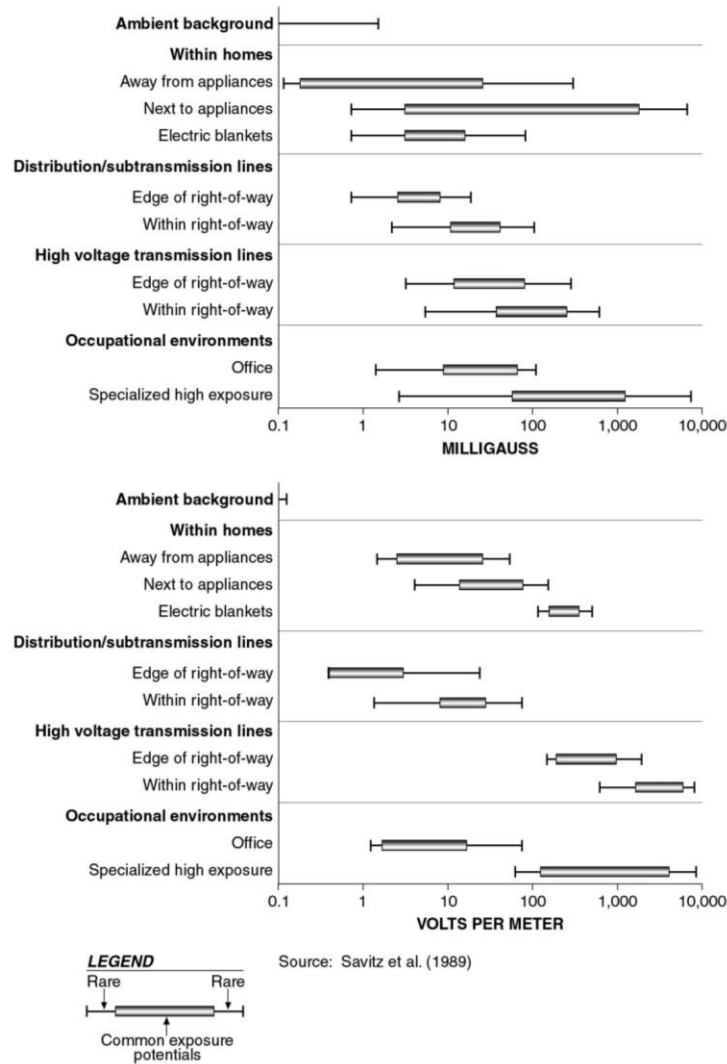 Ambient background
Within homes
Away from appliances
Next to appliances
Electric blankets
Distribution/subtransmission lines
Edge of right-of-way
Within right-of-way
High voltage transmission lines
Edge of right-of-way
Within right-of-way
Occupational environments
Office
Specialized high exposure
0.1 1 10 100 1,000 10,000
MILLIGAUSS
Ambient background
Within homes
Away from appliances
Next to appliances
Electric blankets
Distribution/subtransmission lines
Edge of right-of-way
Within right-of-way
High voltage transmission lines
Edge of right-of-way
Within right-of-way
Occupational environments
Office
Specialized high exposure
0.1 1 10 100 1,000 10,000
VOLTS PER METER
LEGEND
Source: Savitz et al. (1989)
Rare Rare
Common exposure
potentials